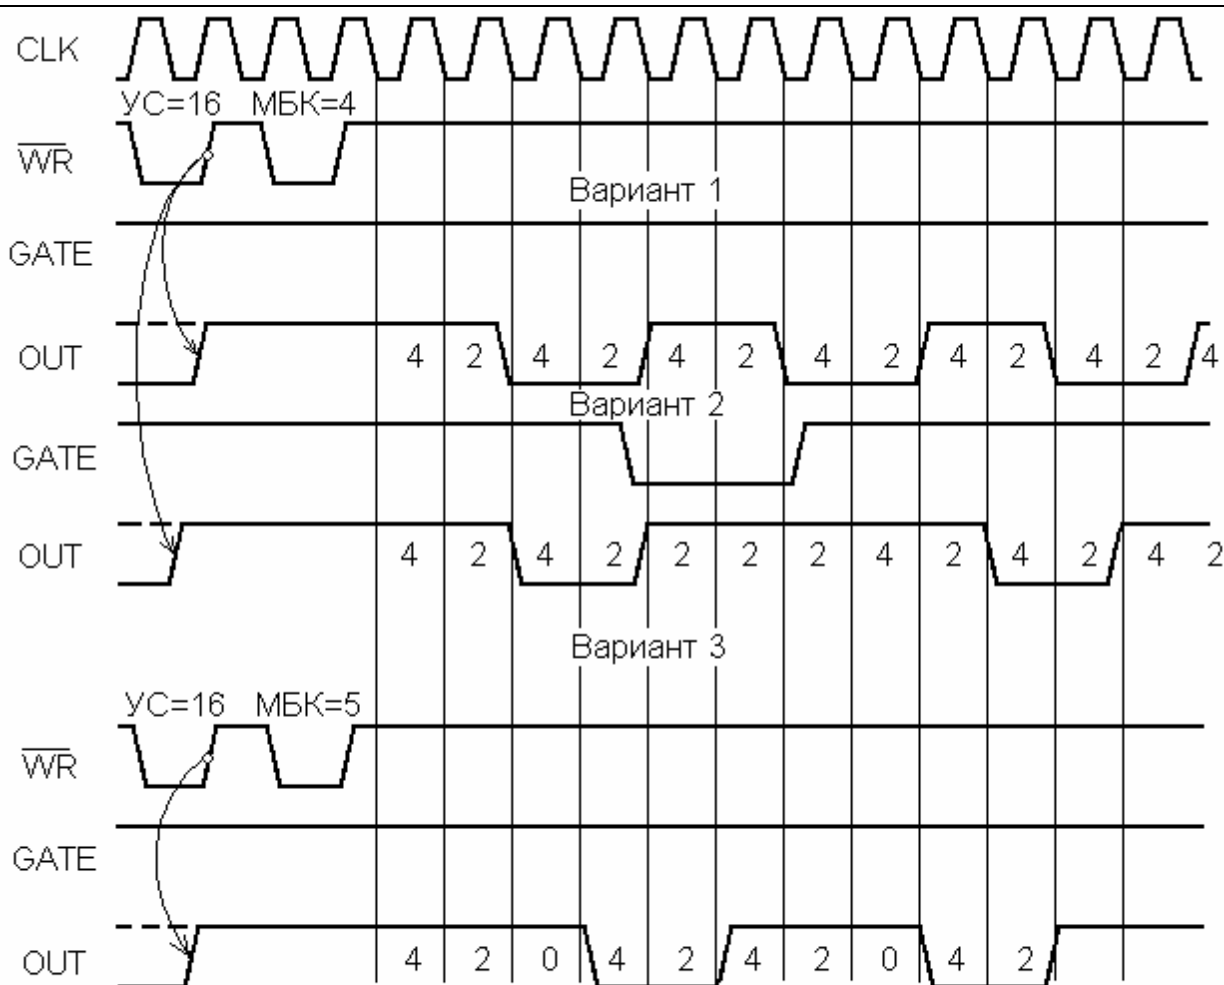 CLK
УС=16 МБК=4
WR
Вариант 1
GATE
OUT 4 2 4 2 4 2 4 2 4 2 4 2 4
Вариант 2
GATE
OUT 4 2 4 2 2 2 2 4 2 4 2 4 2
Вариант 3
УС=16 МБК=5
WR
GATE
OUT 4 2 0 4 2 4 2 0 4 2